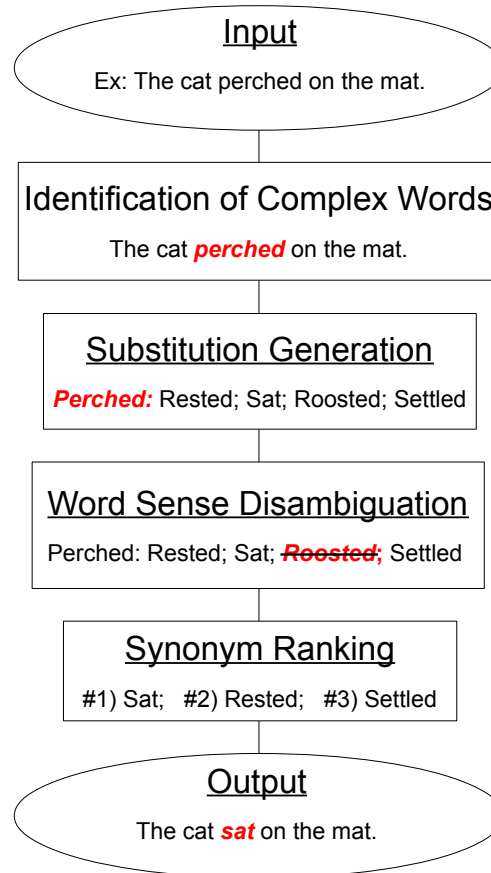 Input
Ex: The cat perched on the mat.
Identification of Complex Words
The cat perched on the mat.
Substitution Generation
Perched: Rested; Sat; Roosted; Settled
Word Sense Disambiguation
Perched: Rested; Sat; Roosted; Settled
Synonym Ranking
#1) Sat; #2) Rested; #3) Settled
Output
The cat sat on the mat.